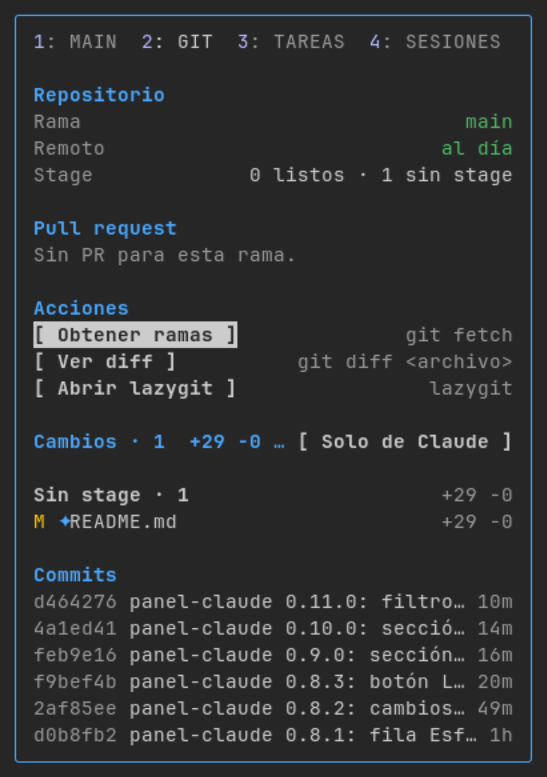 1: MAIN  2: GIT  3: TAREAS  4: SESIONES
Repositorio
Rama main
Remoto al día
Stage 0 listos · 1 sin stage
Pull request
Sin PR para esta rama.
Acciones
[ Obtener ramas ] git fetch
[ Ver diff ] git diff <archivo>
[ Abrir lazygit ] lazygit
Cambios · 1  +29 -0 … [ Solo de Claude ]
Sin stage · 1 +29 -0
M ✦README.md +29 -0
Commits
d464276 panel-claude 0.11.0: filtro… 10m
4a1ed41 panel-claude 0.10.0: secció… 14m
feb9e16 panel-claude 0.9.0: sección… 16m
f9bef4b panel-claude 0.8.3: botón L… 20m
2af85ee panel-claude 0.8.2: cambios… 49m
d0b8fb2 panel-claude 0.8.1: fila Esf… 1h